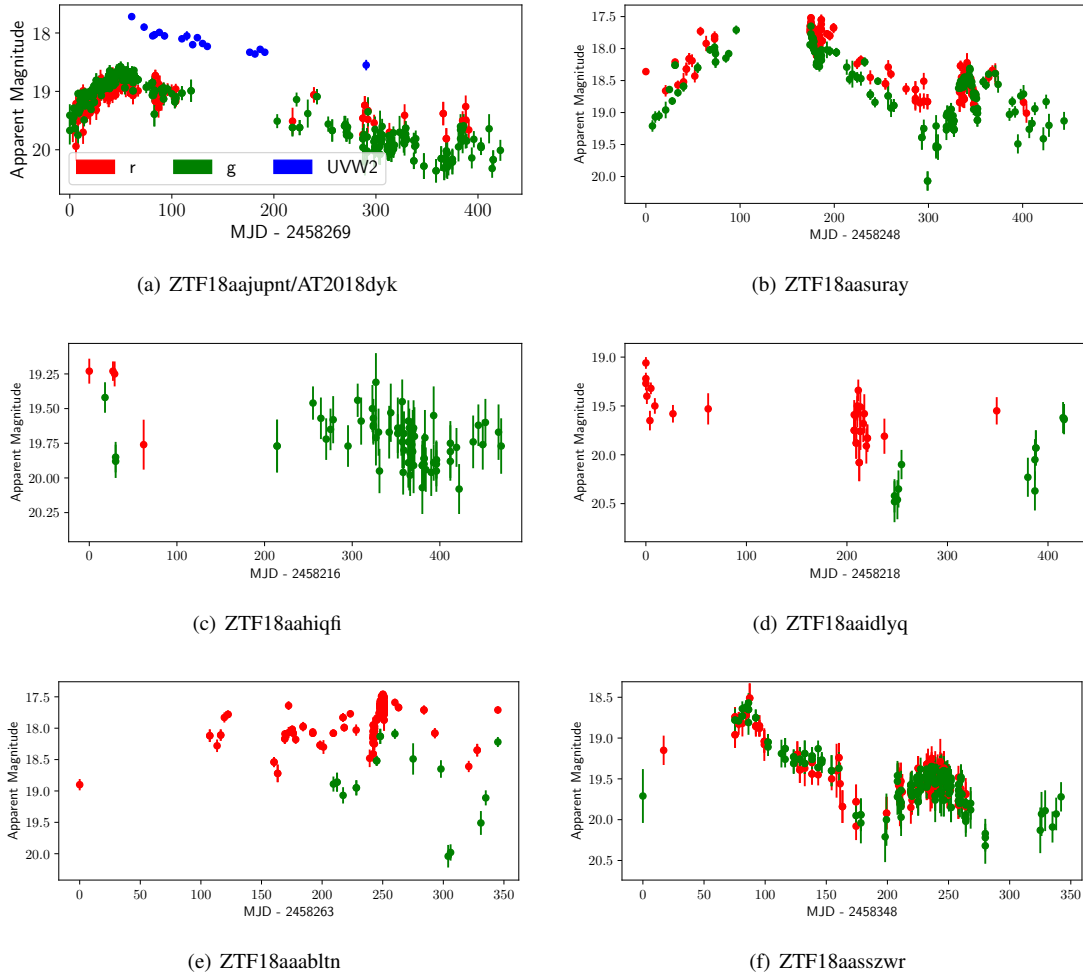 Apparent Magnitude
18
19
20
r g UVW2
0 100 200 300 400
MJD - 2458269
(a) ZTF18aajupnt/AT2018dyk
Apparent Magnitude
17.5
18.0
18.5
19.0
19.5
20.0
0 100 200 300 400
MJD - 2458248
(b) ZTF18aasuray
Apparent Magnitude
19.25
19.50
19.75
20.00
20.25
0 100 200 300 400
MJD - 2458216
(c) ZTF18aahiqfi
Apparent Magnitude
19.0
19.5
20.0
20.5
0 100 200 300 400
MJD - 2458218
(d) ZTF18aaidlyq
Apparent Magnitude
17.5
18.0
18.5
19.0
19.5
20.0
0 50 100 150 200 250 300 350
MJD - 2458263
(e) ZTF18aaabltn
Apparent Magnitude
18.5
19.0
19.5
20.0
20.5
0 50 100 150 200 250 300 350
MJD - 2458348
(f) ZTF18aasszwr